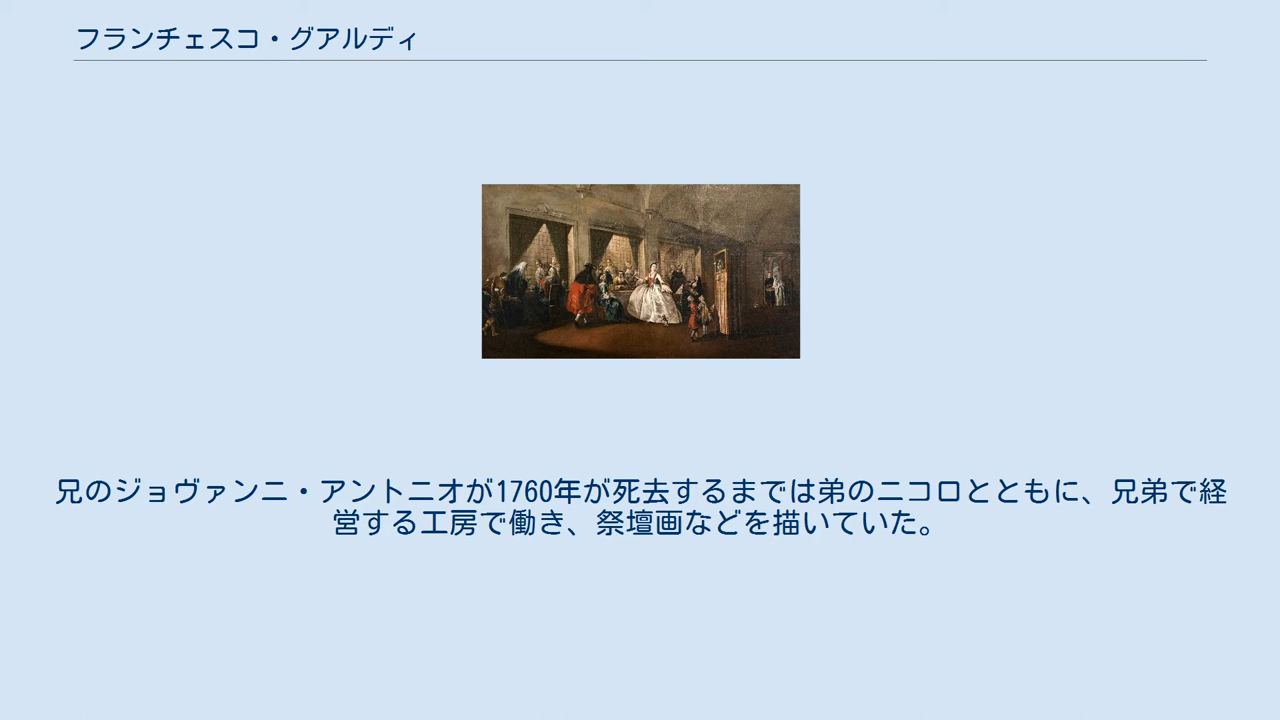 フランチェスコ・グアルディ
兄のジョヴァンニ・アントニオが1760年が死去するまでは弟のニコロとともに、兄弟で経
営する工房で働き、祭壇画などを描いていた。